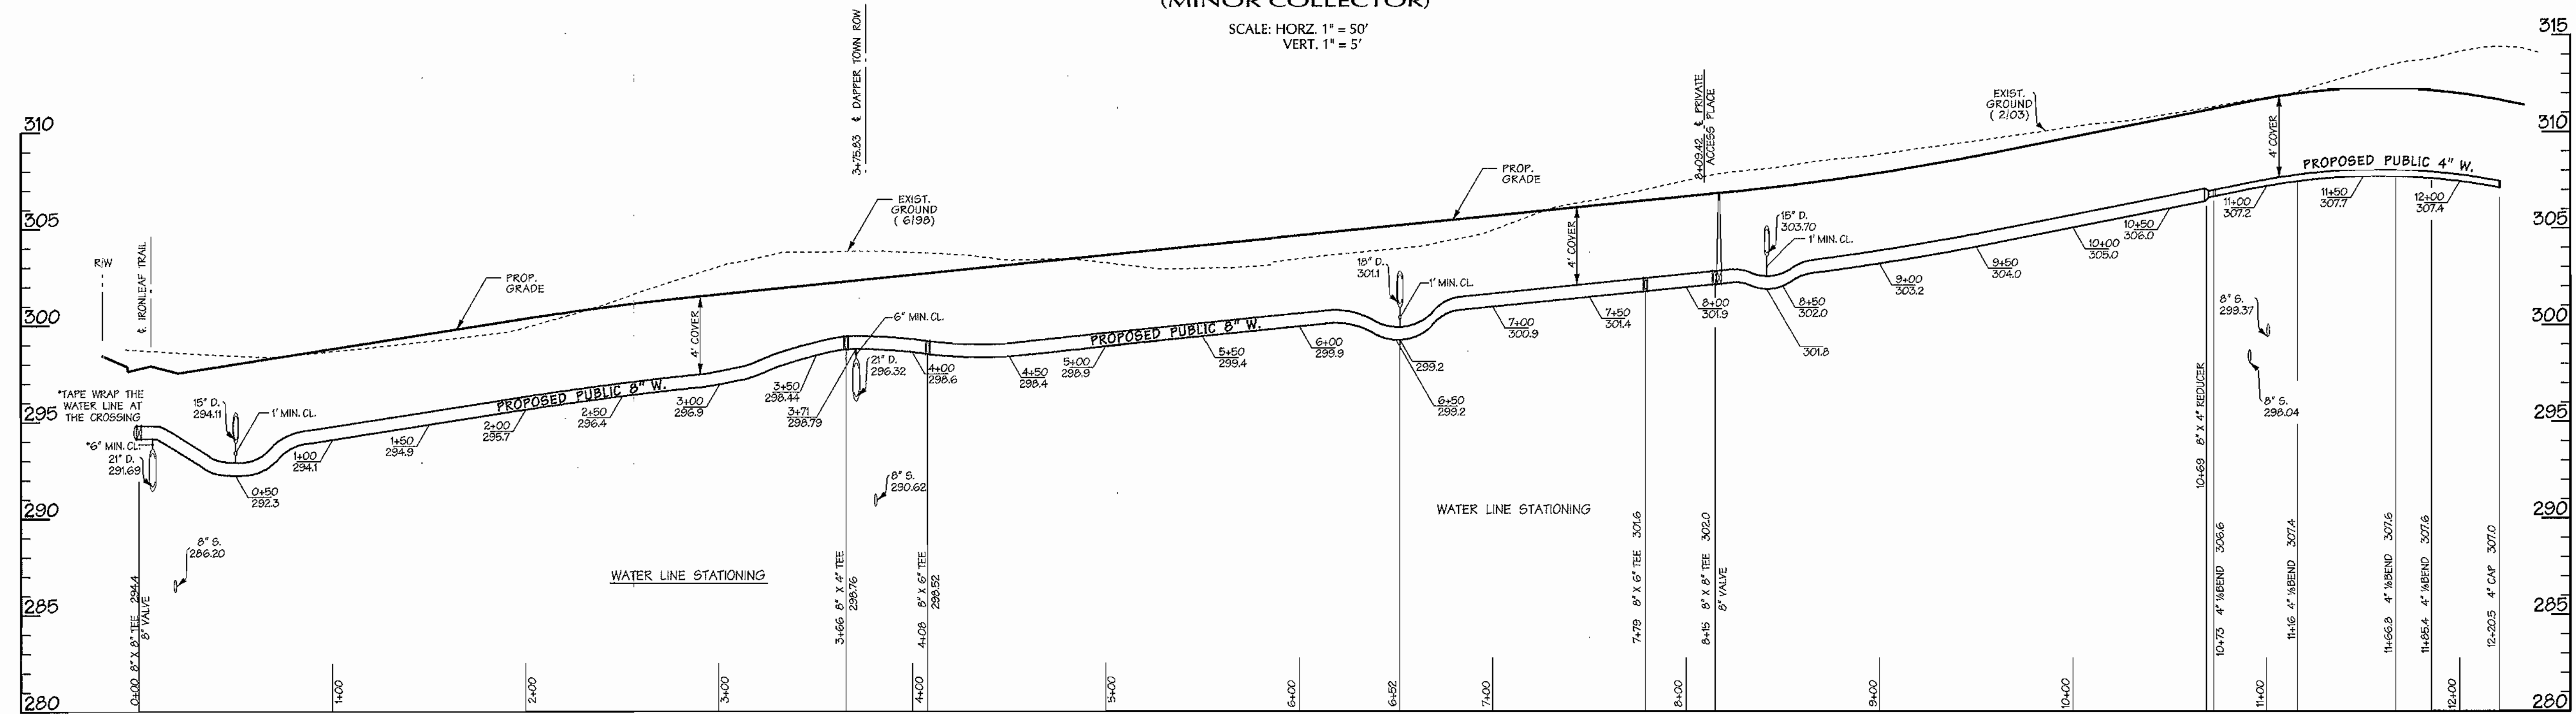 (MINOR COLLECTOR)
SCALE: HORZ. 1" = 50'
VERT. 1" = 5'
315
310
305
300
295
290
285
280
310
305
300
295
290
285
280
R/W
℄ IRONLEAF TRAIL
3+75.83 ℄ DAPPER TOWN ROW
8+09.42 ℄ PRIVATE
ACCESS PLACE
PROP.
GRADE
EXIST.
GROUND
(6/98)
PROP.
GRADE
EXIST.
GROUND
(2/03)
4' COVER
4' COVER
4' COVER
*TAPE WRAP THE
WATER LINE AT
THE CROSSING
*6" MIN. CL.
21" D.
291.69
15" D.
294.11
1' MIN. CL.
0+50
292.3
8" S.
286.20
1+00
294.1
1+50
294.9
2+00
295.7
PROPOSED PUBLIC 8" W.
2+50
296.4
3+00
296.9
3+50
298.44
3+71
298.79
6" MIN. CL.
21" D.
296.32
4+00
298.6
8" S.
290.62
4+50
298.4
5+00
298.9
PROPOSED PUBLIC 8" W.
5+50
299.4
6+00
299.9
18" D.
301.1
1' MIN. CL.
299.2
6+50
299.2
7+00
300.9
7+50
301.4
8+00
301.9
15" D.
303.70
1' MIN. CL.
8+50
302.0
301.8
9+00
303.2
9+50
304.0
10+00
305.0
10+50
306.0
11+00
307.2
PROPOSED PUBLIC 4" W.
11+50
307.7
12+00
307.4
8" S.
299.37
8" S.
298.04
WATER LINE STATIONING
WATER LINE STATIONING
0+00 8" X 8" TEE 294.4
8" VALVE
3+66 8" X 4" TEE
298.76
4+08 8" X 6" TEE
298.52
7+79 8" X 6" TEE 301.6
8+15 8" X 8" TEE 302.0
8" VALVE
10+69 8" X 4" REDUCER
10+73 4" ⅛BEND 306.6
11+16 4" ⅛BEND 307.4
11+66.8 4" ⅛BEND 307.6
11+85.4 4" ⅛BEND 307.6
12+20.5 4" CAP 307.0
1+00
2+00
3+00
4+00
5+00
6+00
6+52
7+00
8+00
9+00
10+00
11+00
12+00